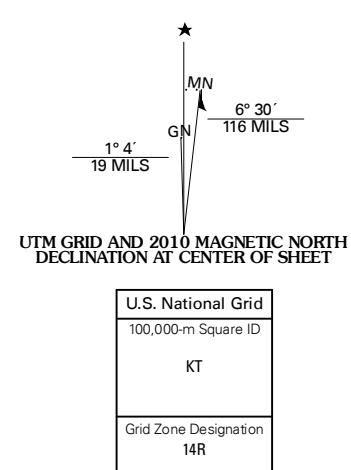 ★
MN
GN
6° 30´
116 MILS
1° 4´
19 MILS
UTM GRID AND 2010 MAGNETIC NORTH
DECLINATION AT CENTER OF SHEET
U.S. National Grid
100,000-m Square ID
KT
Grid Zone Designation
14R